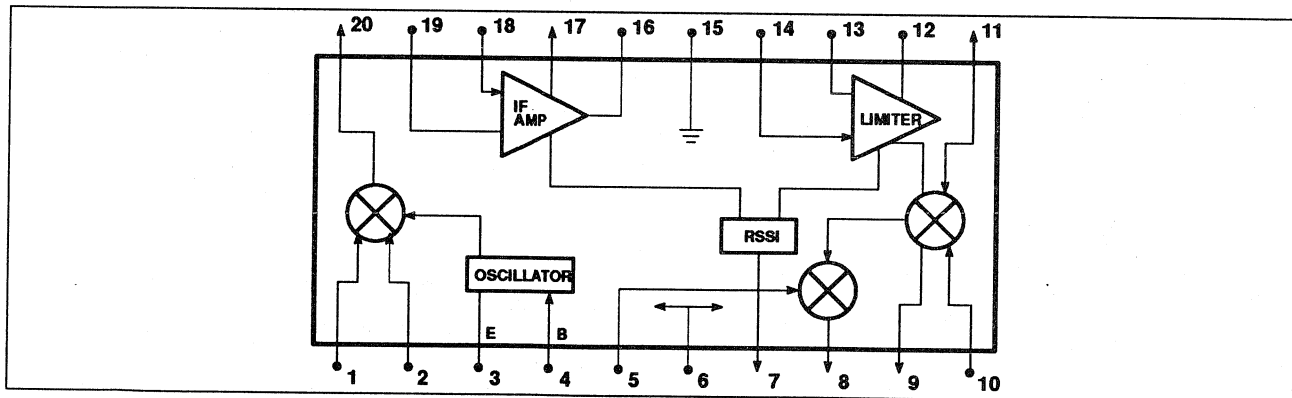 20 19 18 17 16 15 14 13 12 11
IF
AMP
LIMITER
RSSI
OSCILLATOR
E B
1 2 3 4 5 6 7 8 9 10